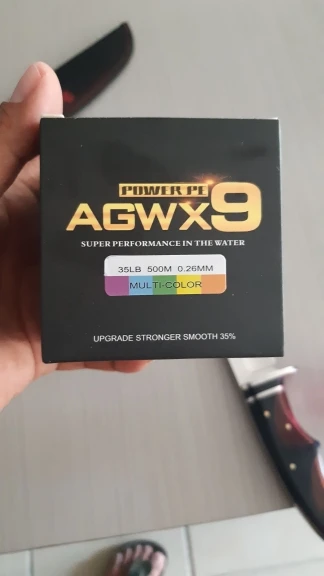 POWER PE
AGWX9
SUPER PERFORMANCE IN THE WATER
35LB 500M 0.26MM
MULTI-COLOR
UPGRADE STRONGER SMOOTH 35%